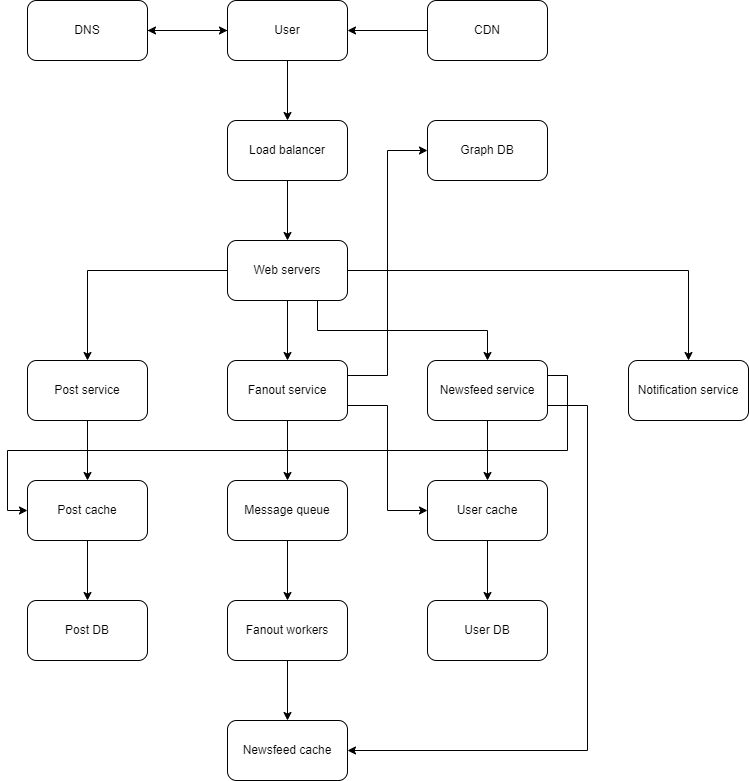 DNS
User
CDN
Load balancer
Graph DB
Web servers
Post service
Fanout service
Newsfeed service
Notification service
Post cache
Message queue
User cache
Post DB
Fanout workers
User DB
Newsfeed cache